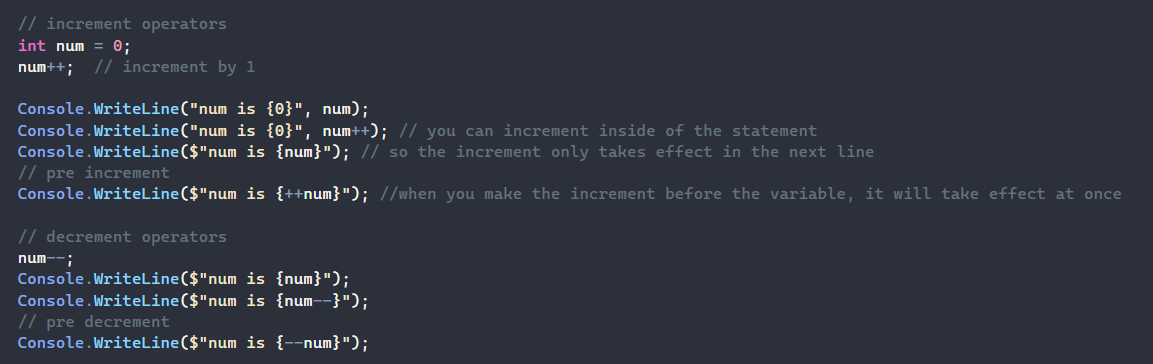 // increment operators
int num = 0;
num++;  // increment by 1
Console.WriteLine("num is {0}", num);
Console.WriteLine("num is {0}", num++); // you can increment inside of the statement
Console.WriteLine($"num is {num}"); // so the increment only takes effect in the next line
// pre increment
Console.WriteLine($"num is {++num}"); //when you make the increment before the variable, it will take effect at once
// decrement operators
num--;
Console.WriteLine($"num is {num}");
Console.WriteLine($"num is {num--}");
// pre decrement
Console.WriteLine($"num is {--num}");